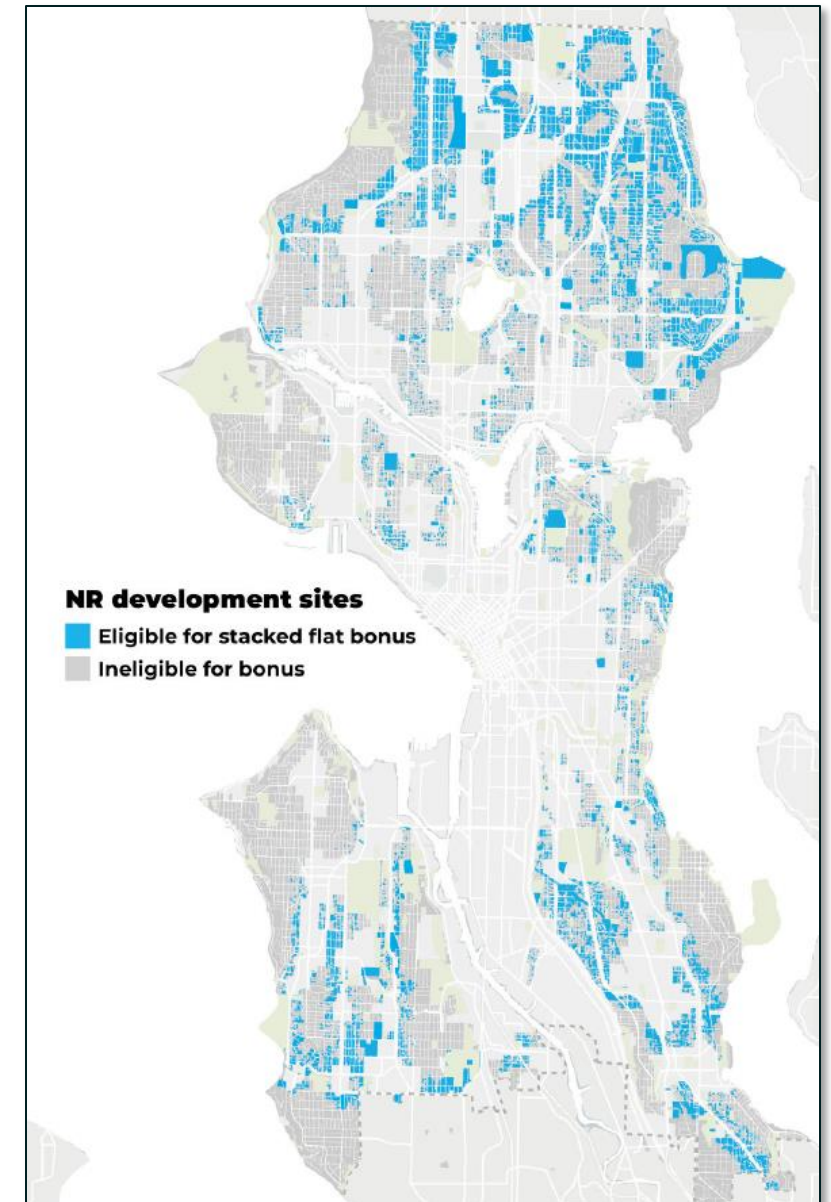 NR development sites
Eligible for stacked flat bonus
Ineligible for bonus